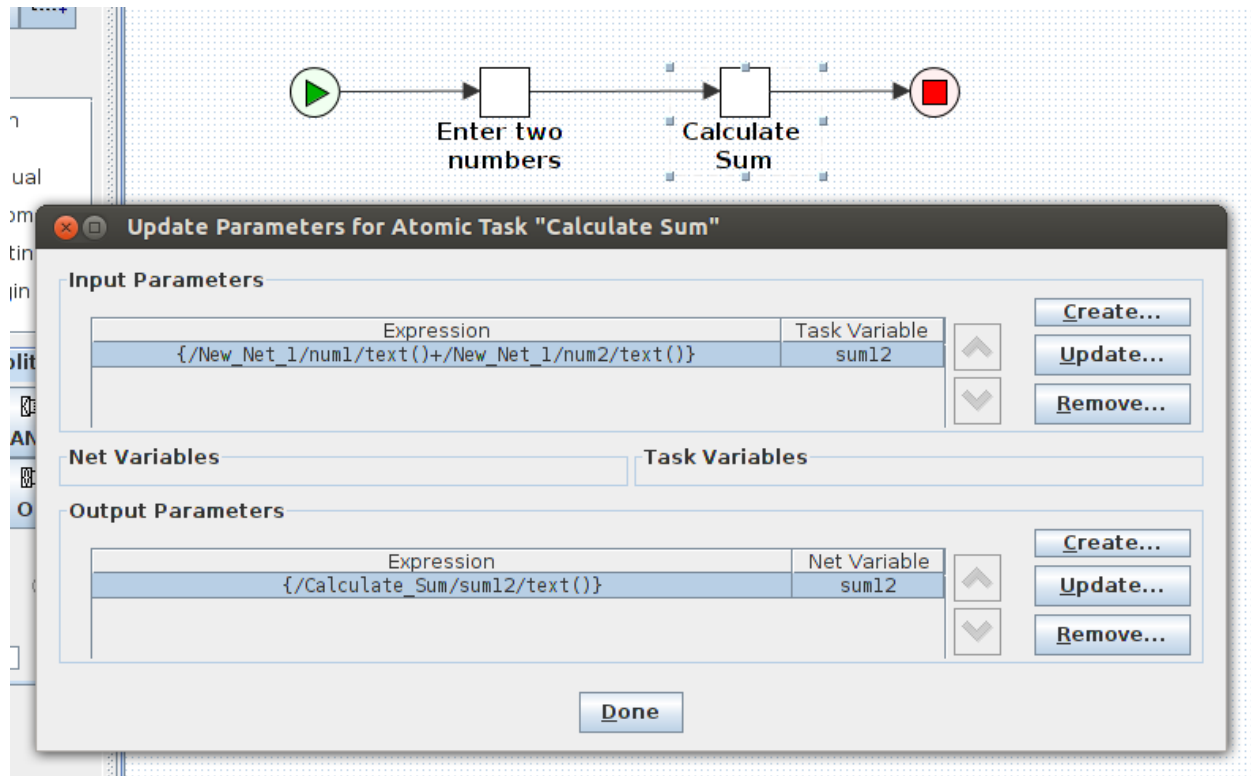 Enter two
numbers
Calculate
Sum
ual
Update Parameters for Atomic Task "Calculate Sum"
Input Parameters
Expression Task Variable
{/New_Net_1/num1/text()+/New_Net_1/num2/text()} sum12
Create...
Update...
Remove...
Net Variables Task Variables
Output Parameters
Expression Net Variable
{/Calculate_Sum/sum12/text()} sum12
Create...
Update...
Remove...
Done